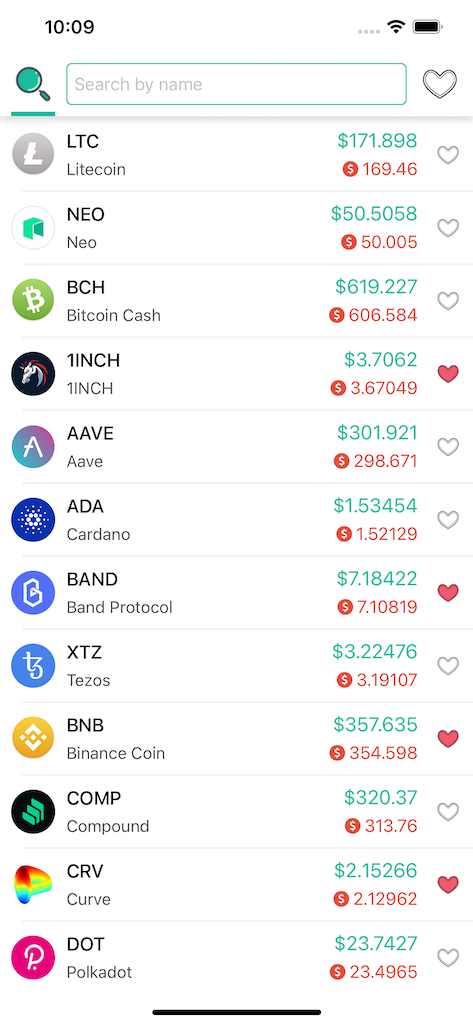 10:09
Search by name
LTC $171.898
Litecoin 169.46
NEO $50.5058
Neo 50.005
BCH $619.227
Bitcoin Cash 606.584
1INCH $3.7062
1INCH 3.67049
AAVE $301.921
Aave 298.671
ADA $1.53454
Cardano 1.52129
BAND $7.18422
Band Protocol 7.10819
XTZ $3.22476
Tezos 3.19107
BNB $357.635
Binance Coin 354.598
COMP $320.37
Compound 313.76
CRV $2.15266
Curve 2.12962
DOT $23.7427
Polkadot 23.4965